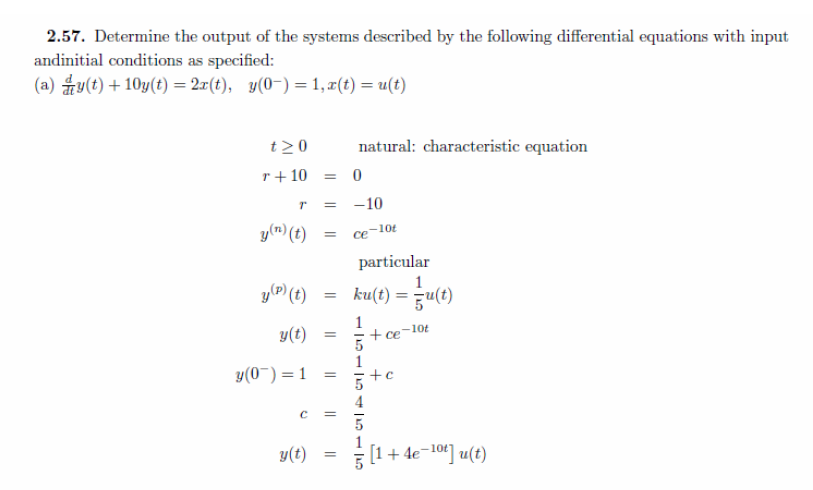 2.57. Determine the output of the systems described by the following differential equations with input
andinitial conditions as specified:
(a) d/dt y(t) + 10y(t) = 2x(t), y(0⁻) = 1, x(t) = u(t)
t ≥ 0 natural: characteristic equation
r + 10 = 0
r = −10
y⁽ⁿ⁾(t) = ce⁻¹⁰ᵗ
particular
y⁽ᵖ⁾(t) = ku(t) = 1/5 u(t)
y(t) = 1/5 + ce⁻¹⁰ᵗ
y(0⁻) = 1 = 1/5 + c
c = 4/5
y(t) = 1/5 [1 + 4e⁻¹⁰ᵗ] u(t)